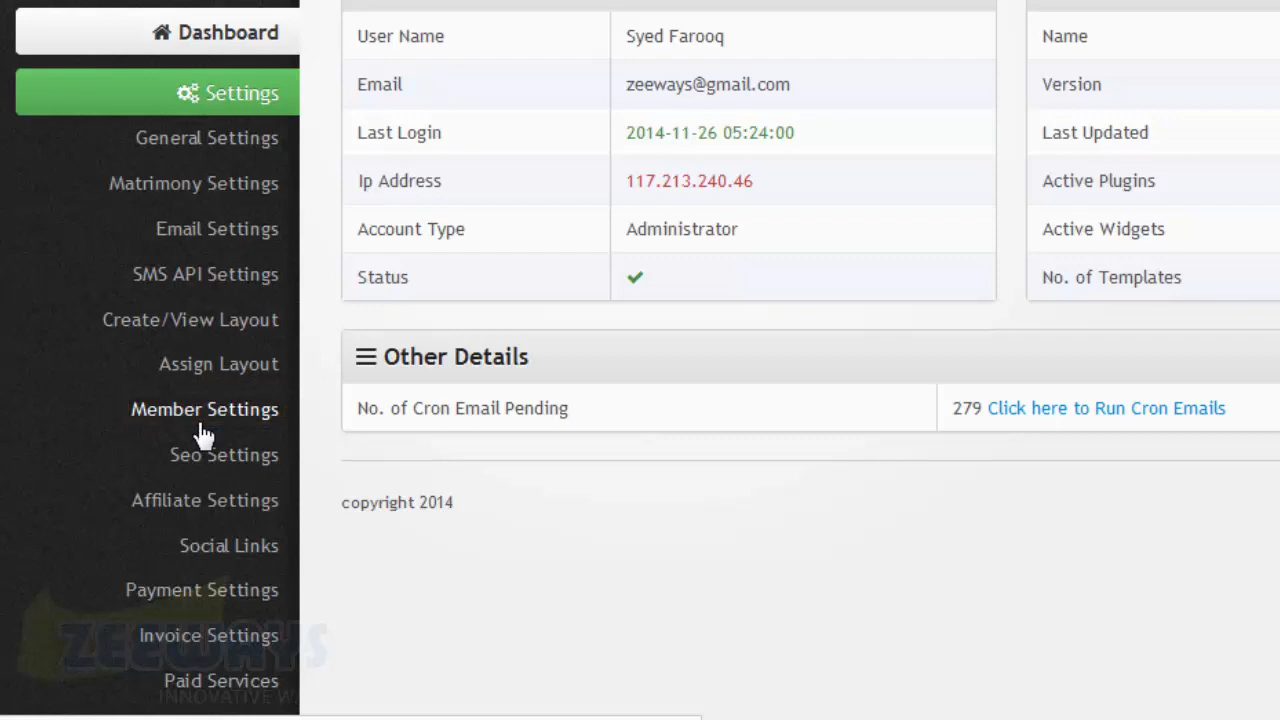 Dashboard
Settings
General Settings
Matrimony Settings
Email Settings
SMS API Settings
Create/View Layout
Assign Layout
Member Settings
Seo Settings
Affiliate Settings
Social Links
Payment Settings
Invoice Settings
Paid Services
ZEEWAYS
INNOVATIVE W
User Name Syed Farooq
Email zeeways@gmail.com
Last Login 2014-11-26 05:24:00
Ip Address 117.213.240.46
Account Type Administrator
Status
Name
Version
Last Updated
Active Plugins
Active Widgets
No. of Templates
Other Details
No. of Cron Email Pending 279 Click here to Run Cron Emails
copyright 2014